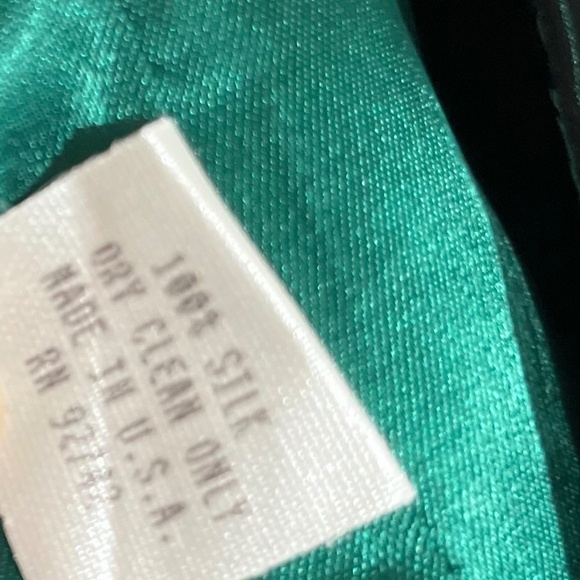 100% SILK
DRY CLEAN ONLY
MADE IN U.S.A.
RN